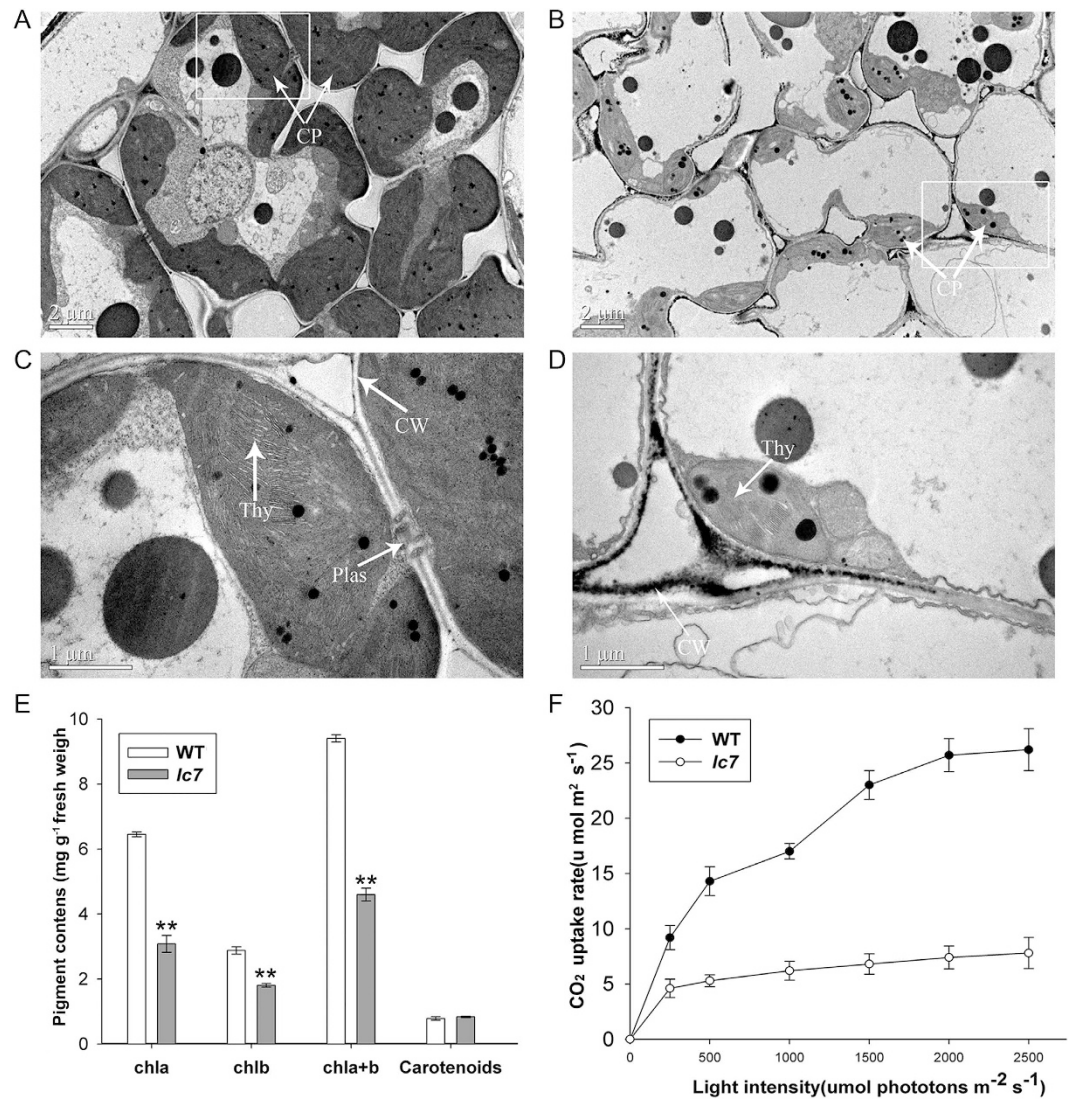 A
CP
2 μm
B
CP
2 μm
C
CW
Thy
Plas
1 μm
D
Thy
CW
1 μm
E
Pigment contens (mg g-1 fresh weigh
10
8
6
4
2
0
WT
lc7
**
**
**
chla
chlb
chla+b
Carotenoids
F
CO2 uptake rate(u mol m2 s-1)
30
25
20
15
10
5
0
WT
lc7
0
500
1000
1500
2000
2500
Light intensity(umol phototons m-2 s-1)